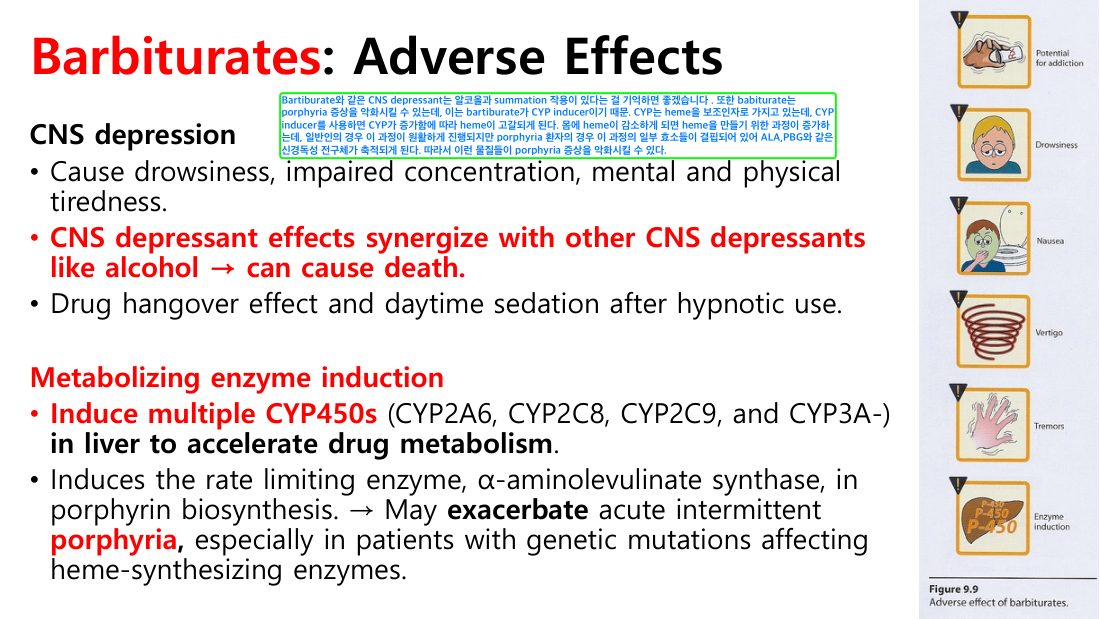 Barbiturates: Adverse Effects
Bartiburate와 같은 CNS depressant는 알코올과 summation 작용이 있다는 걸 기억하면 좋겠습니다 . 또한 babiturate는
porphyria 증상을 악화시킬 수 있는데, 이는 bartiburate가 CYP inducer이기 때문. CYP는 heme을 보조인자로 가지고 있는데, CYP
inducer를 사용하면 CYP가 증가함에 따라 heme이 고갈되게 된다. 몸에 heme이 감소하게 되면 heme을 만들기 위한 과정이 증가하
는데, 일반인의 경우 이 과정이 원활하게 진행되지만 porphyria 환자의 경우 이 과정의 일부 효소들이 결핍되어 있어 ALA,PBG와 같은
신경독성 전구체가 축적되게 된다. 따라서 이런 물질들이 porphyria 증상을 악화시킬 수 있다.
CNS depression
• Cause drowsiness, impaired concentration, mental and physical
tiredness.
• CNS depressant effects synergize with other CNS depressants
like alcohol → can cause death.
• Drug hangover effect and daytime sedation after hypnotic use.
Metabolizing enzyme induction
• Induce multiple CYP450s (CYP2A6, CYP2C8, CYP2C9, and CYP3A-)
in liver to accelerate drug metabolism.
• Induces the rate limiting enzyme, α-aminolevulinate synthase, in
porphyrin biosynthesis. → May exacerbate acute intermittent
porphyria, especially in patients with genetic mutations affecting
heme-synthesizing enzymes.
Potential
for addiction
Drowsiness
Nausea
Vertigo
Tremors
P-450
P-450
P-450
Enzyme
induction
Figure 9.9
Adverse effect of barbiturates.